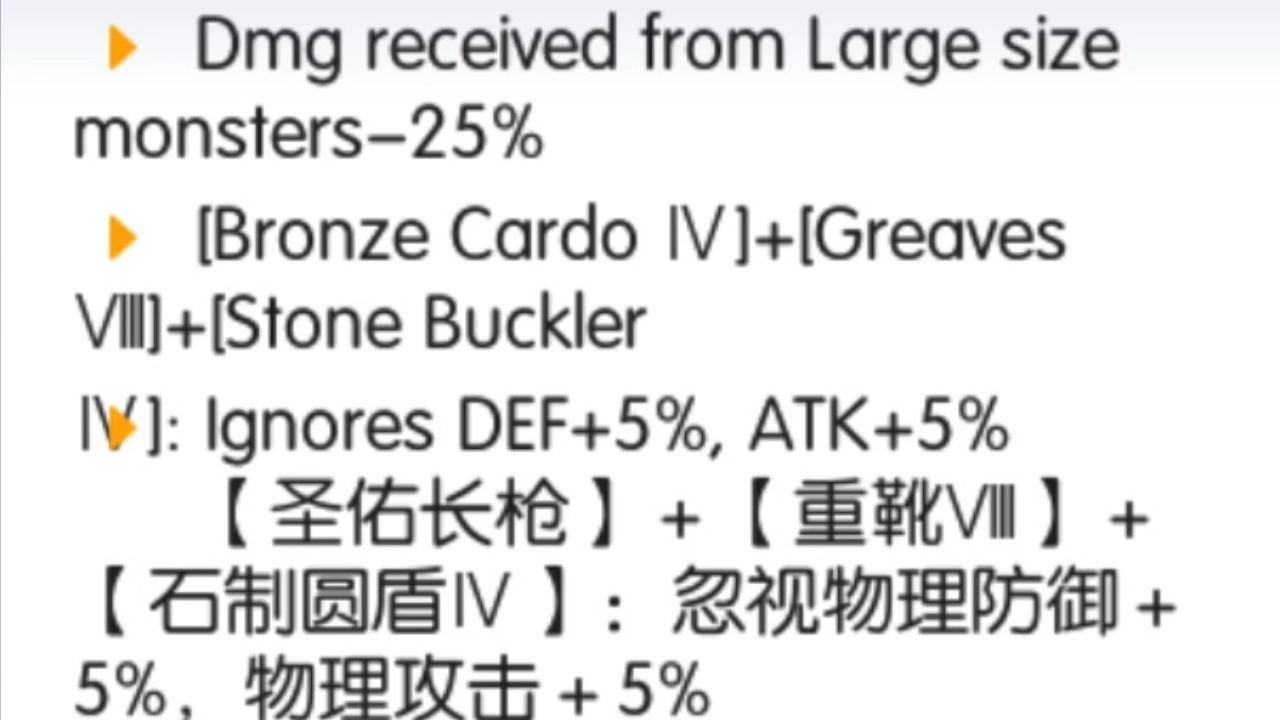 Dmg received from Large size
monsters–25%
[Bronze Cardo Ⅳ]+[Greaves
Ⅷ]+[Stone Buckler
Ⅳ]: Ignores DEF+5%, ATK+5%
【圣佑长枪】+【重靴Ⅷ】+
【石制圆盾Ⅳ】：忽视物理防御+
5%，物理攻击+5%